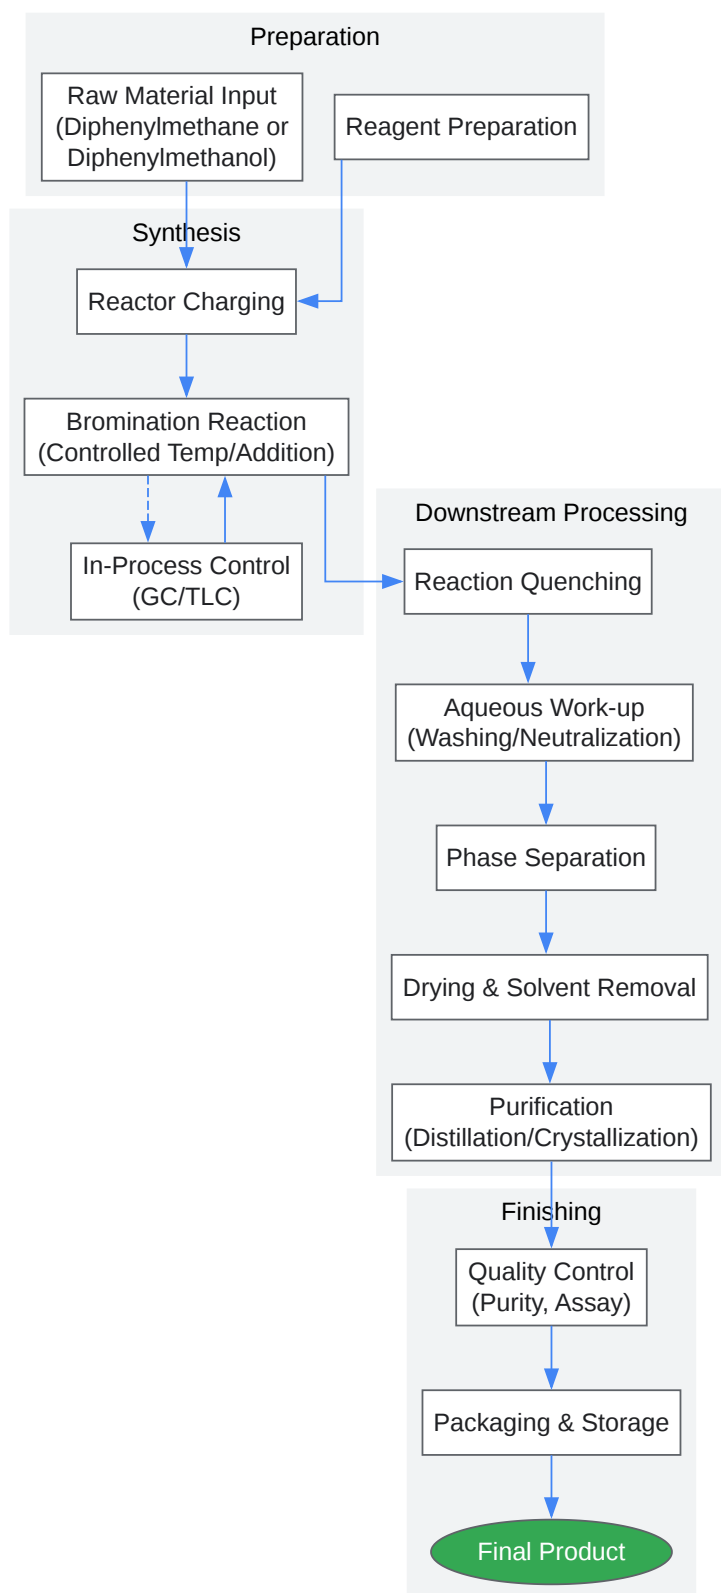 Preparation
Raw Material Input
(Diphenylmethane or
Diphenylmethanol)
Reagent Preparation
Synthesis
Reactor Charging
Bromination Reaction
(Controlled Temp/Addition)
In-Process Control
(GC/TLC)
Downstream Processing
Reaction Quenching
Aqueous Work-up
(Washing/Neutralization)
Phase Separation
Drying & Solvent Removal
Purification
(Distillation/Crystallization)
Finishing
Quality Control
(Purity, Assay)
Packaging & Storage
Final Product